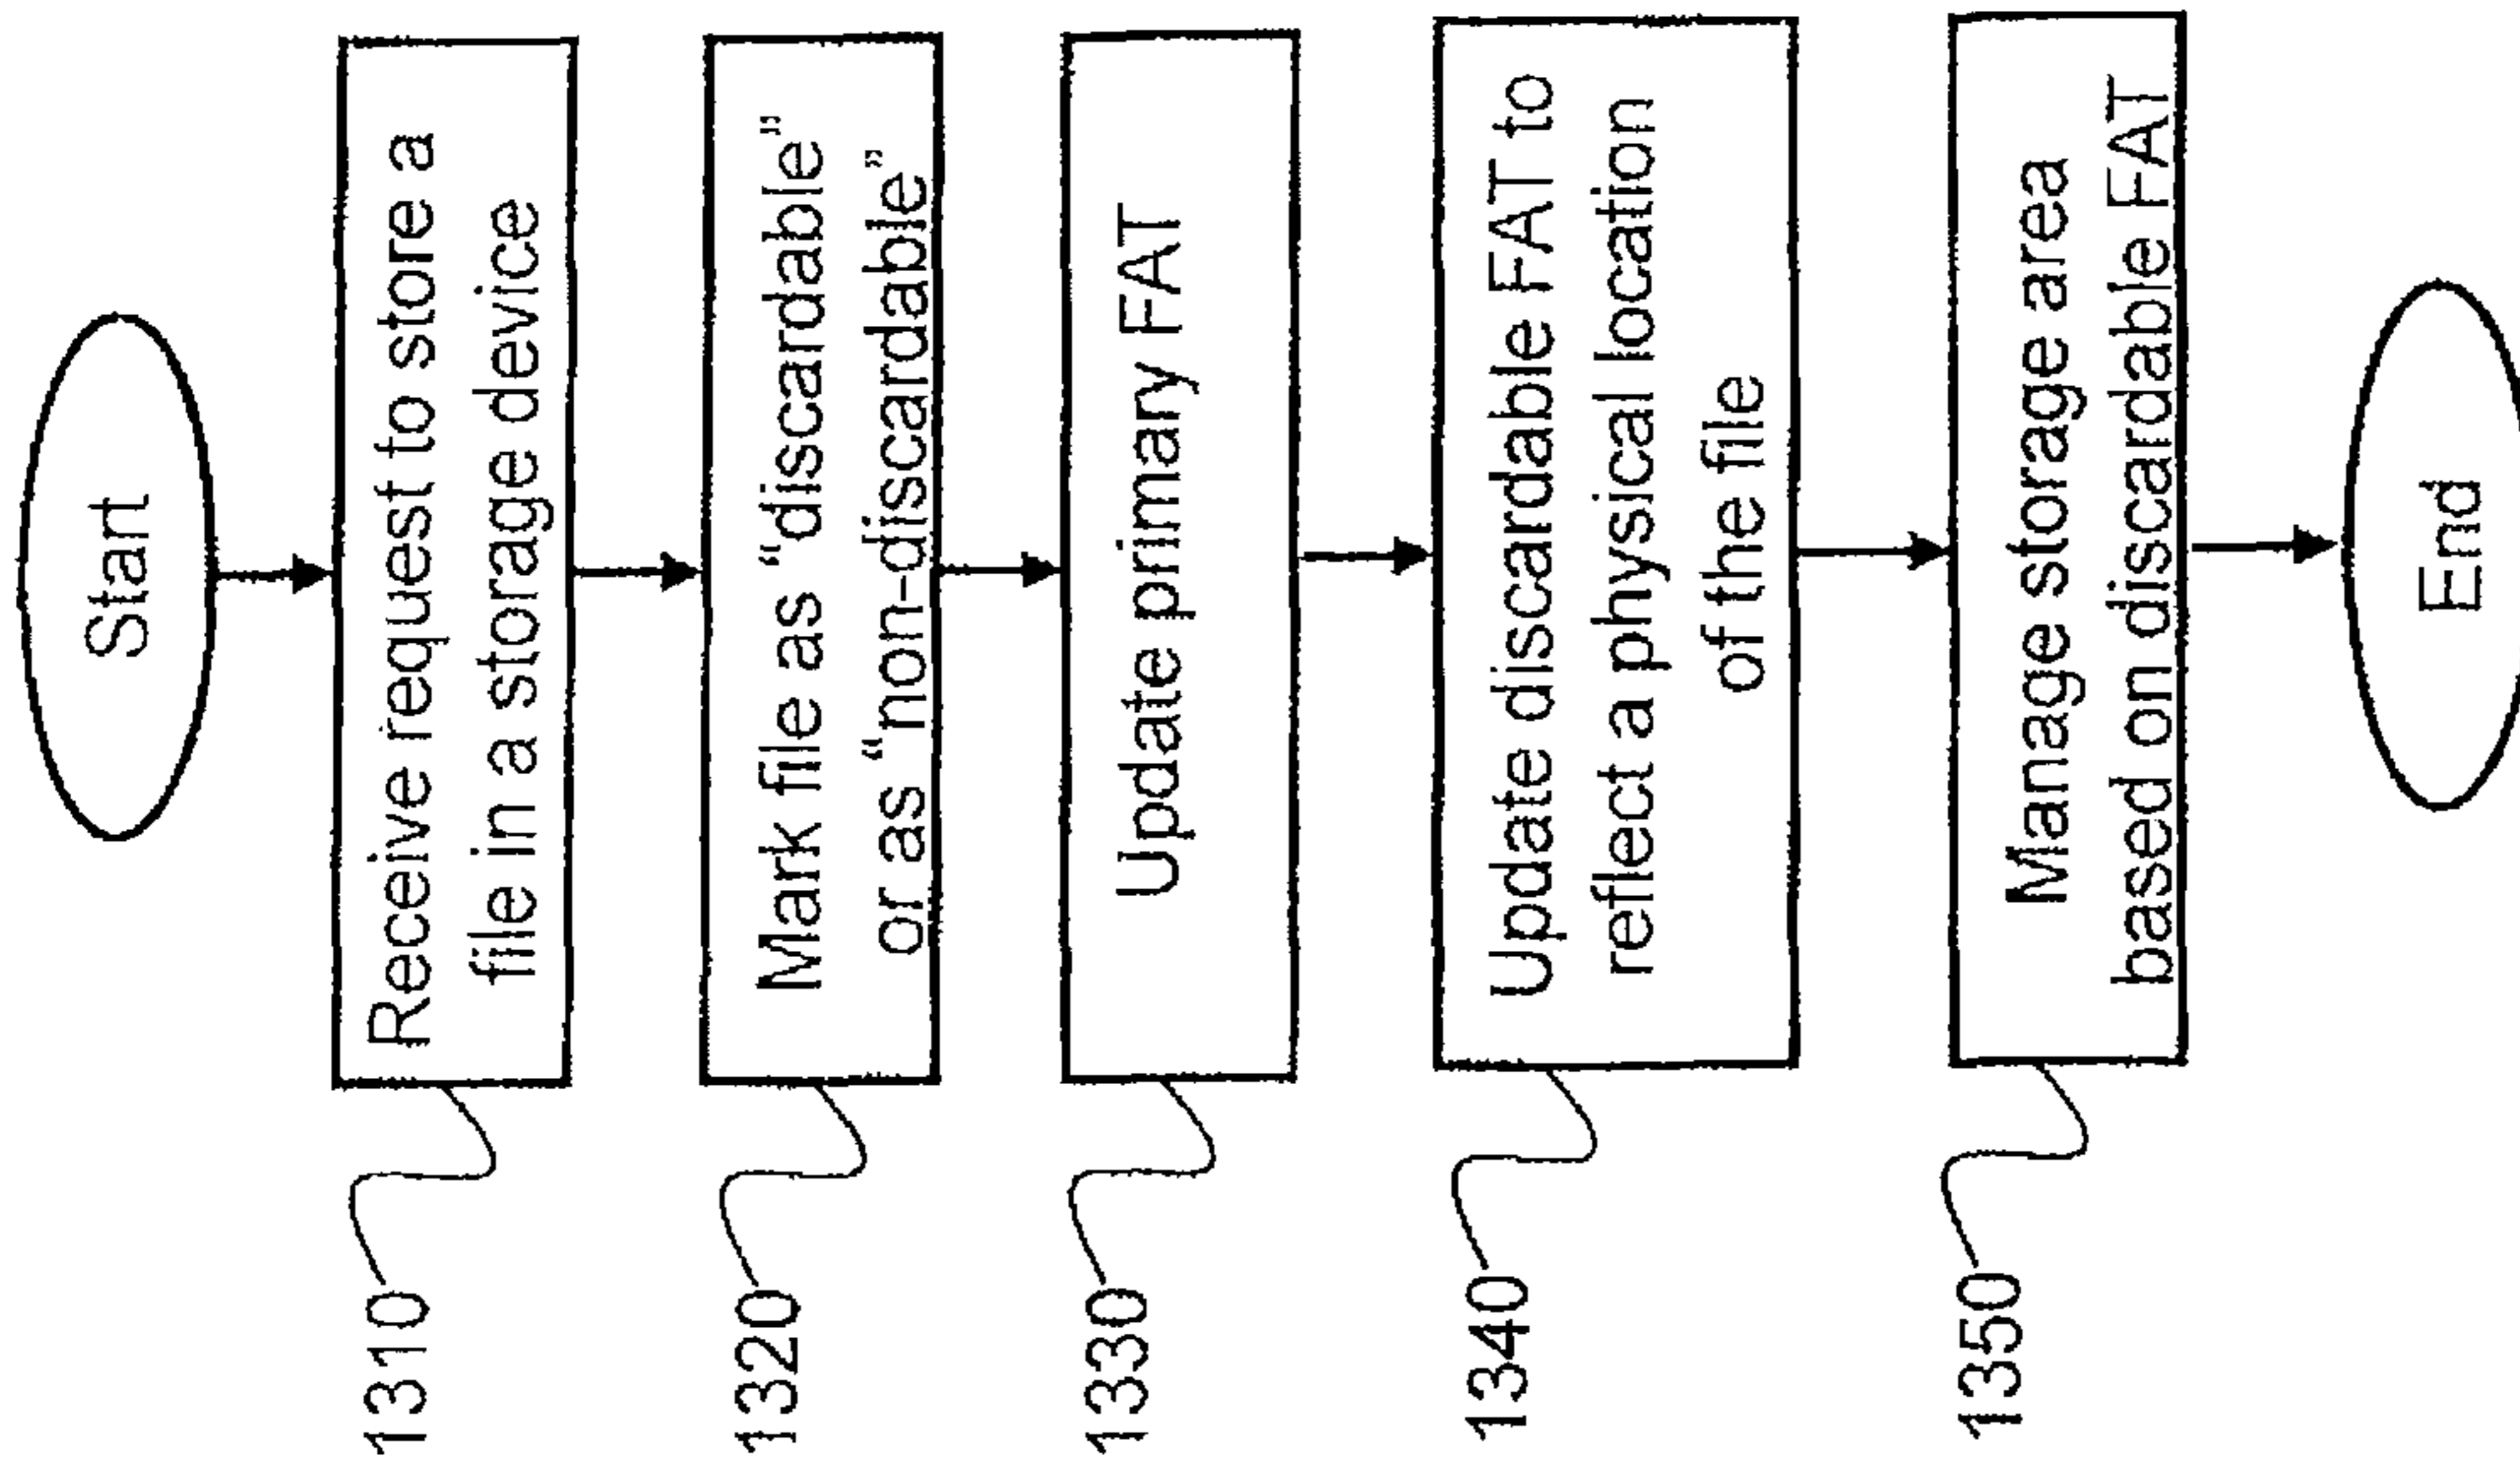 Start
1310
Receive request to store a
file in a storage device
1320
Mark file as “discardable”
or as “non-discardable”
1330
Update primary FAT
1340
Update discardable FAT to
reflect a physical location
of the file
1350
Manage storage area
based on discardable FAT
End